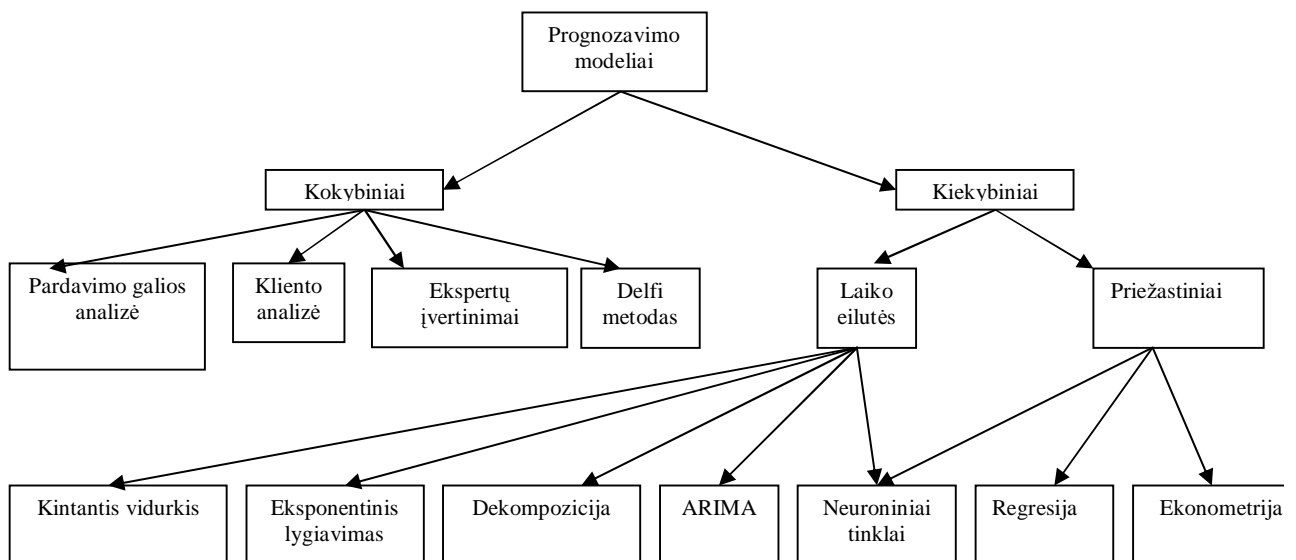 Prognozavimo
modeliai
Kokybiniai
Kiekybiniai
Pardavimo galios
analizė
Kliento
analizė
Ekspertų
įvertinimai
Delfi
metodas
Laiko
eilutės
Priežastiniai
Kintantis vidurkis
Eksponentinis
lygiavimas
Dekompozicija
ARIMA
Neuroniniai
tinklai
Regresija
Ekonometrija